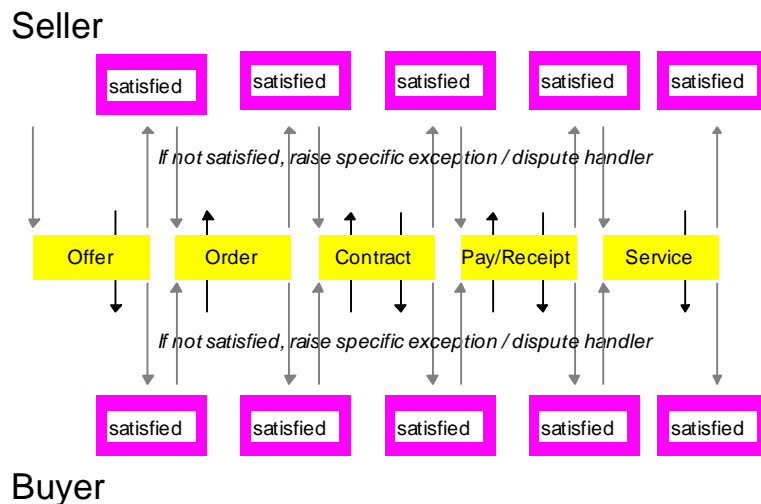 Seller
satisfied satisfied satisfied satisfied satisfied
If not satisfied, raise specific exception / dispute handler
Offer Order Contract Pay/Receipt Service
If not satisfied, raise specific exception / dispute handler
satisfied satisfied satisfied satisfied satisfied
Buyer